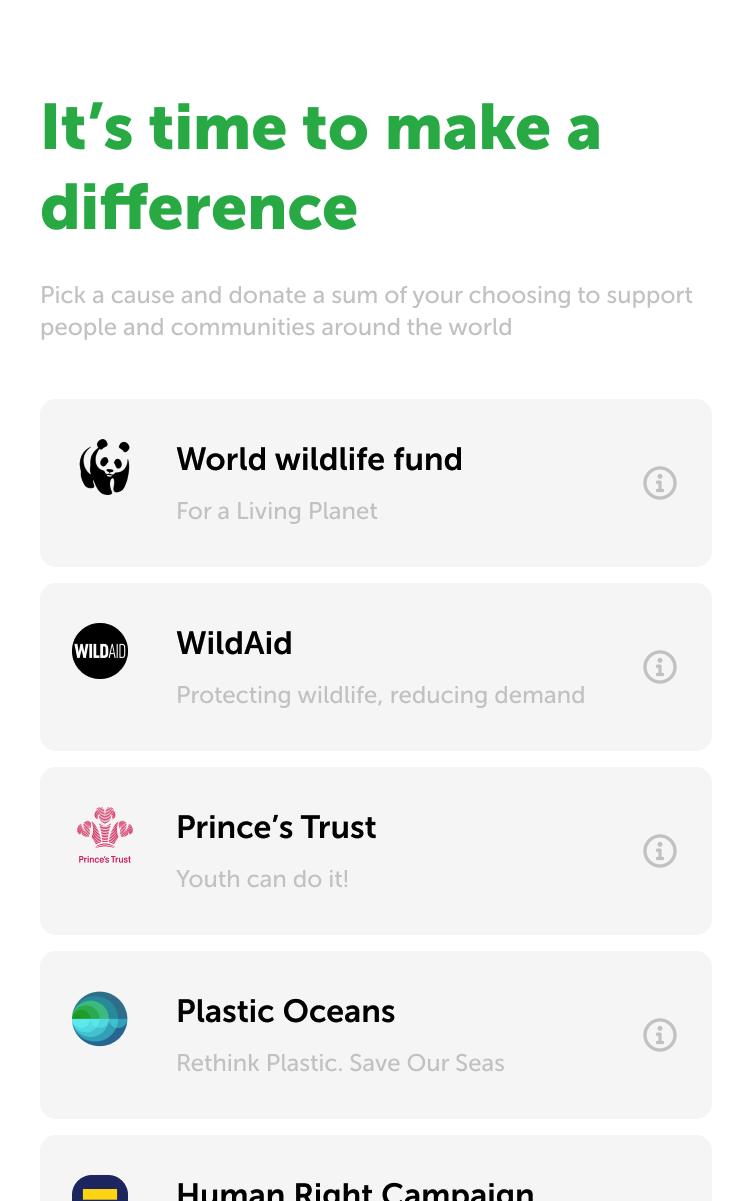 It’s time to make a
difference
Pick a cause and donate a sum of your choosing to support
people and communities around the world
World wildlife fund
For a Living Planet
WILDAID
WildAid
Protecting wildlife, reducing demand
Prince's Trust
Prince’s Trust
Youth can do it!
Plastic Oceans
Rethink Plastic. Save Our Seas
Human Right Campaign